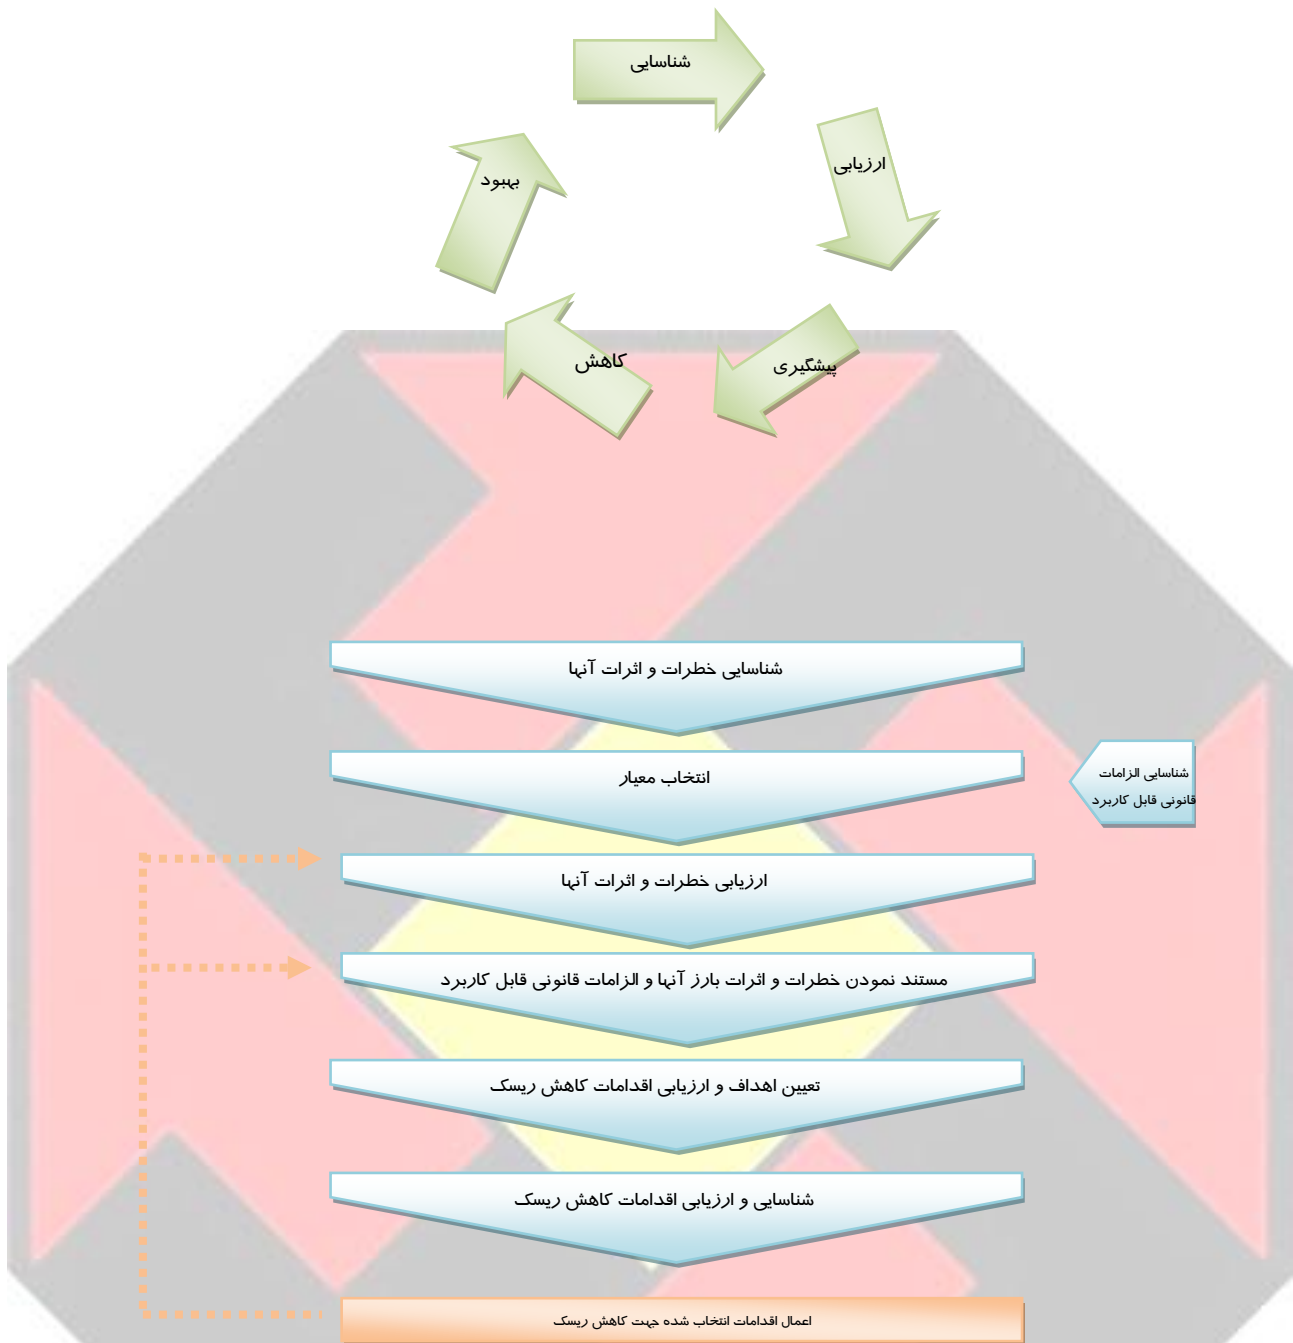 شناسایی
ارزیابی
پیشگیری
کاهش
بهبود
شناسایی خطرات و اثرات آنها
انتخاب معیار
شناسایی الزامات
قانونی قابل کاربرد
ارزیابی خطرات و اثرات آنها
مستند نمودن خطرات و اثرات بارز آنها و الزامات قانونی قابل کاربرد
تعیین اهداف و ارزیابی اقدامات کاهش ریسک
شناسایی و ارزیابی اقدامات کاهش ریسک
اعمال اقدامات انتخاب شده جهت کاهش ریسک